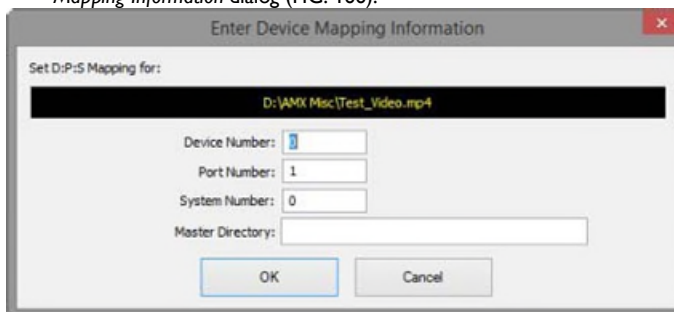 Mapping Information dialog (FIG. 100).
Enter Device Mapping Information
Set D:P:S Mapping for:
D:\AMX Misc\Test_Video.mp4
Device Number: 0
Port Number: 1
System Number: 0
Master Directory:
OK Cancel